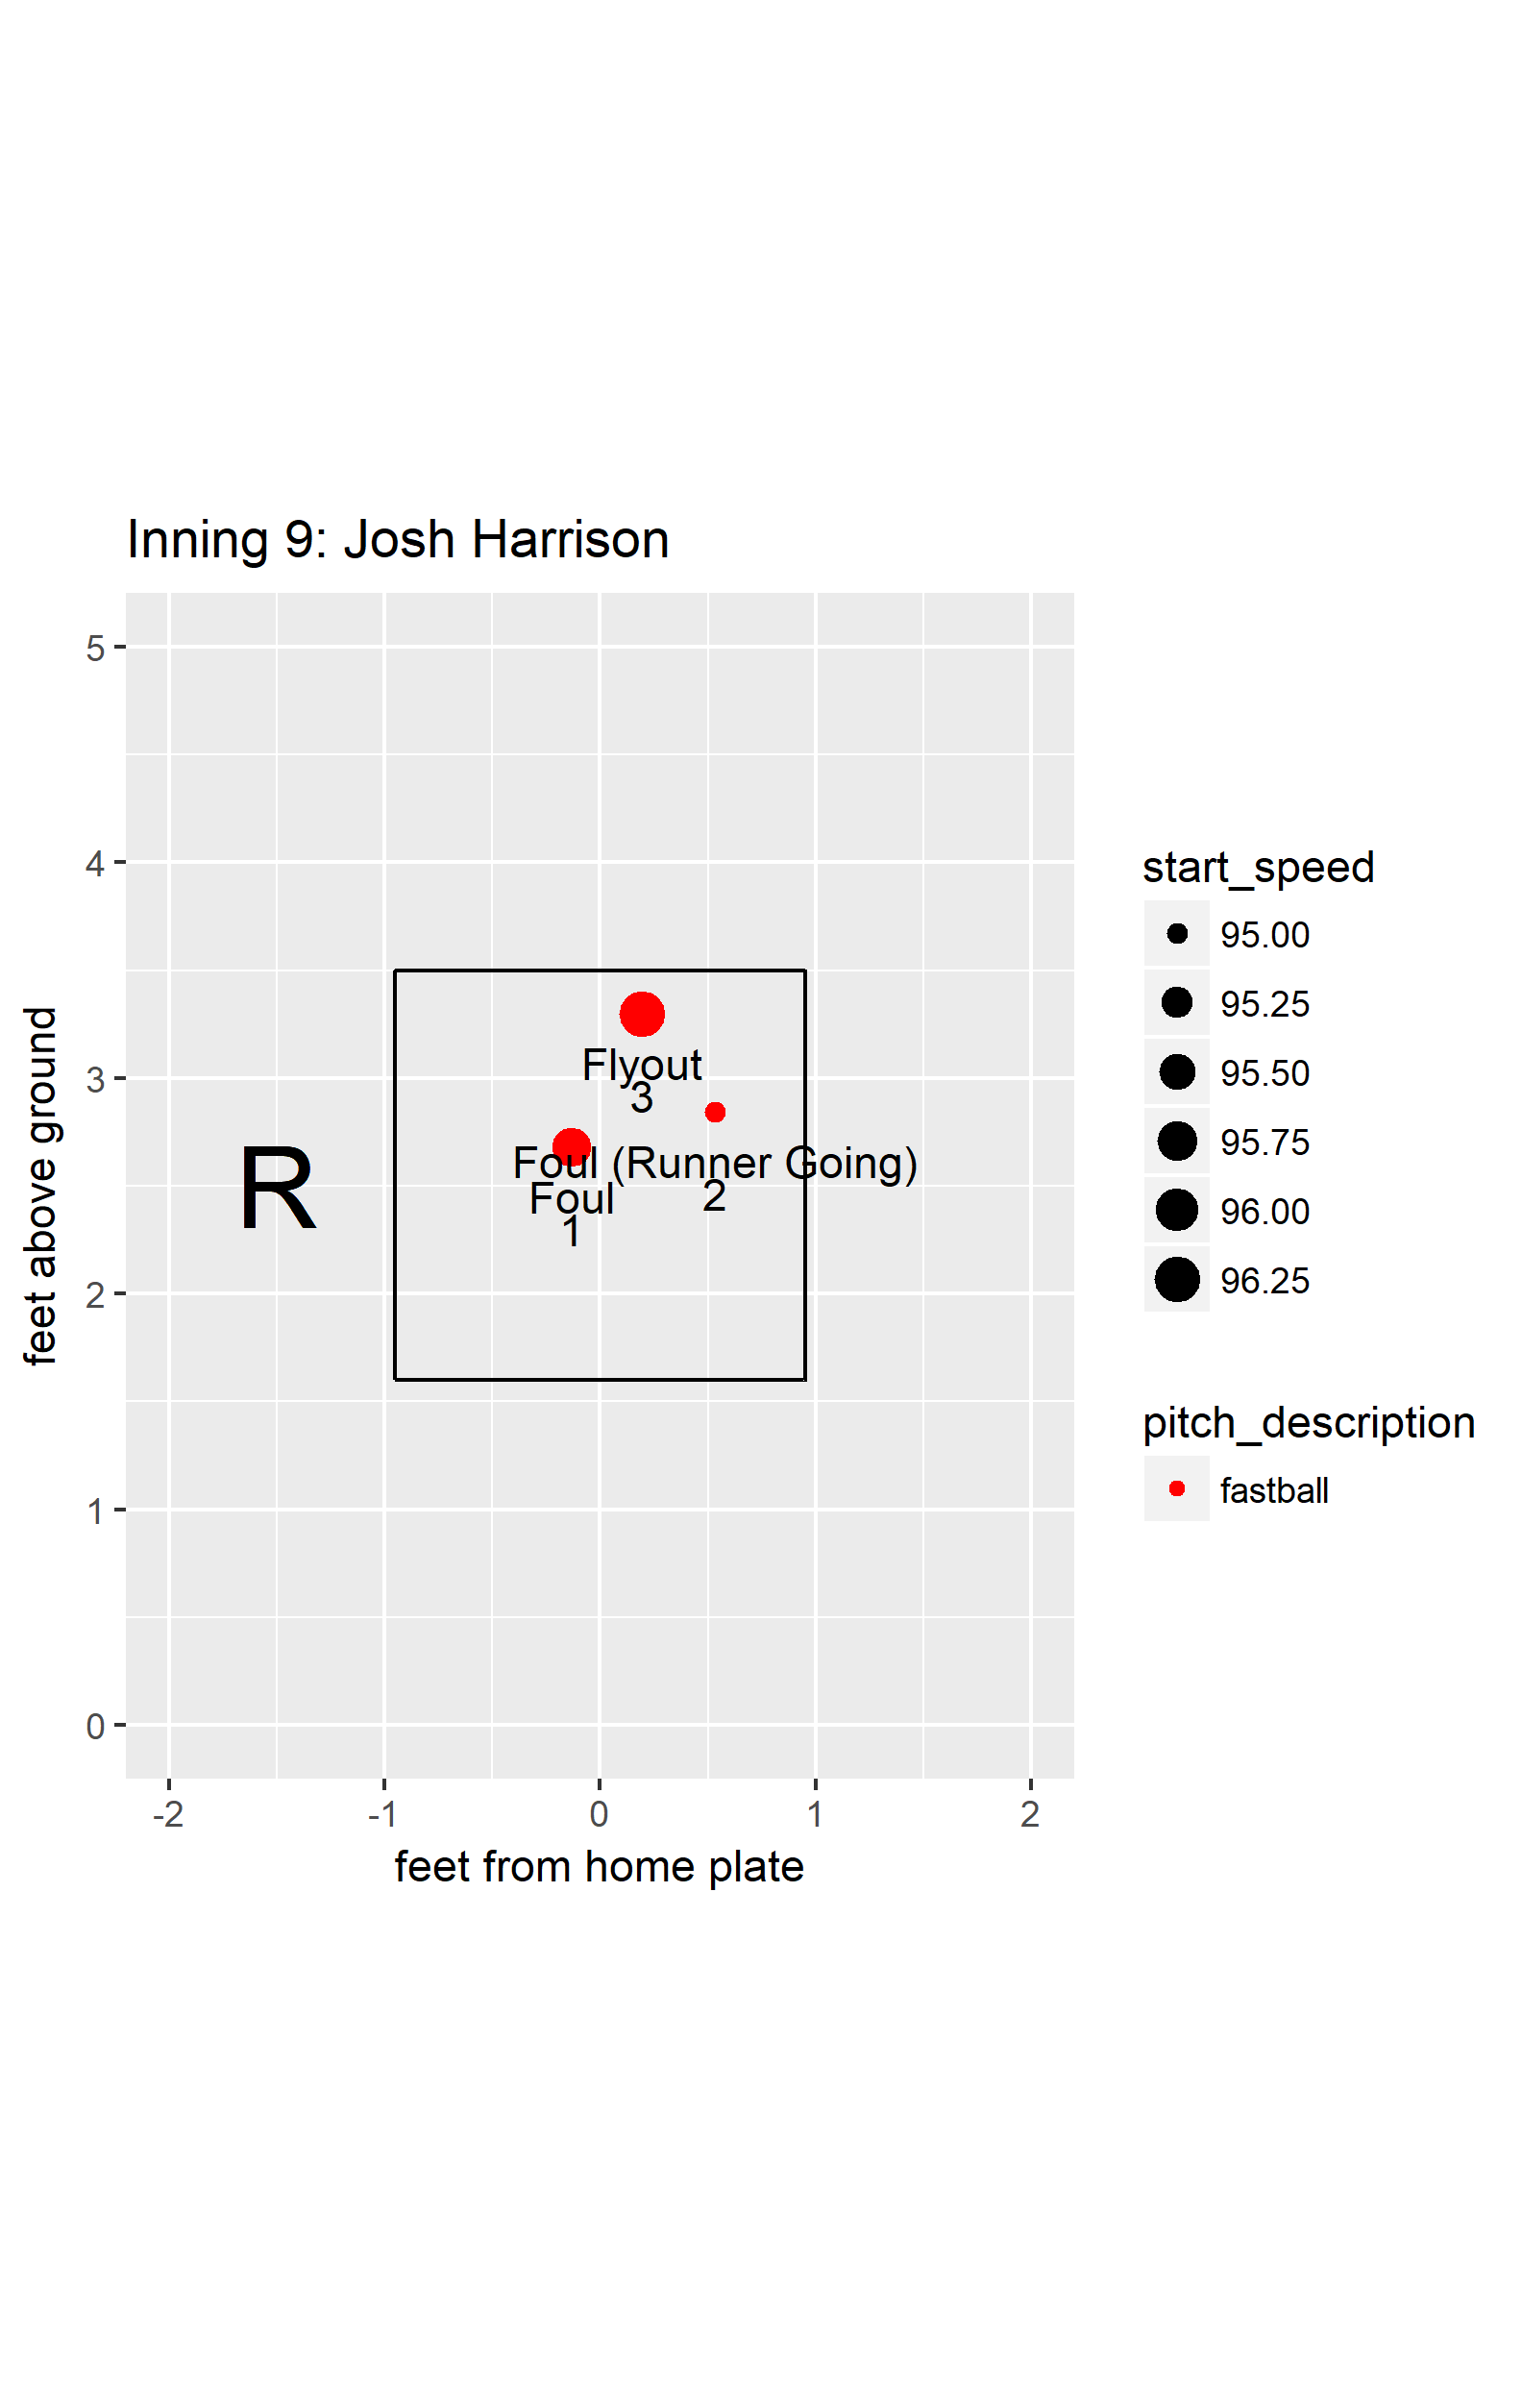 Inning 9: Josh Harrison
5
4
3
2
1
0
feet above ground
R
Flyout
3
Foul (Runner Going)
2
Foul
1
-2 -1 0 1 2
feet from home plate
start_speed
95.00
95.25
95.50
95.75
96.00
96.25
pitch_description
fastball